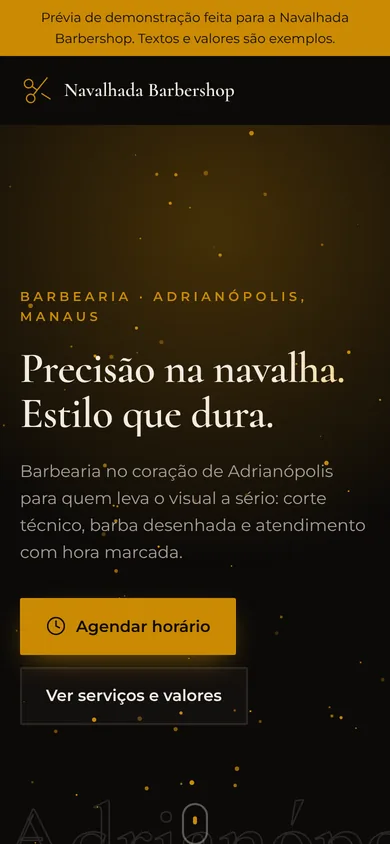 Prévia de demonstração feita para a Navalhada
Barbershop. Textos e valores são exemplos.
Navalhada Barbershop
BARBEARIA · ADRIANÓPOLIS,
MANAUS
Precisão na navalha.
Estilo que dura.
Barbearia no coração de Adrianópolis
para quem leva o visual a sério: corte
técnico, barba desenhada e atendimento
com hora marcada.
Agendar horário
Ver serviços e valores
Adrianópo